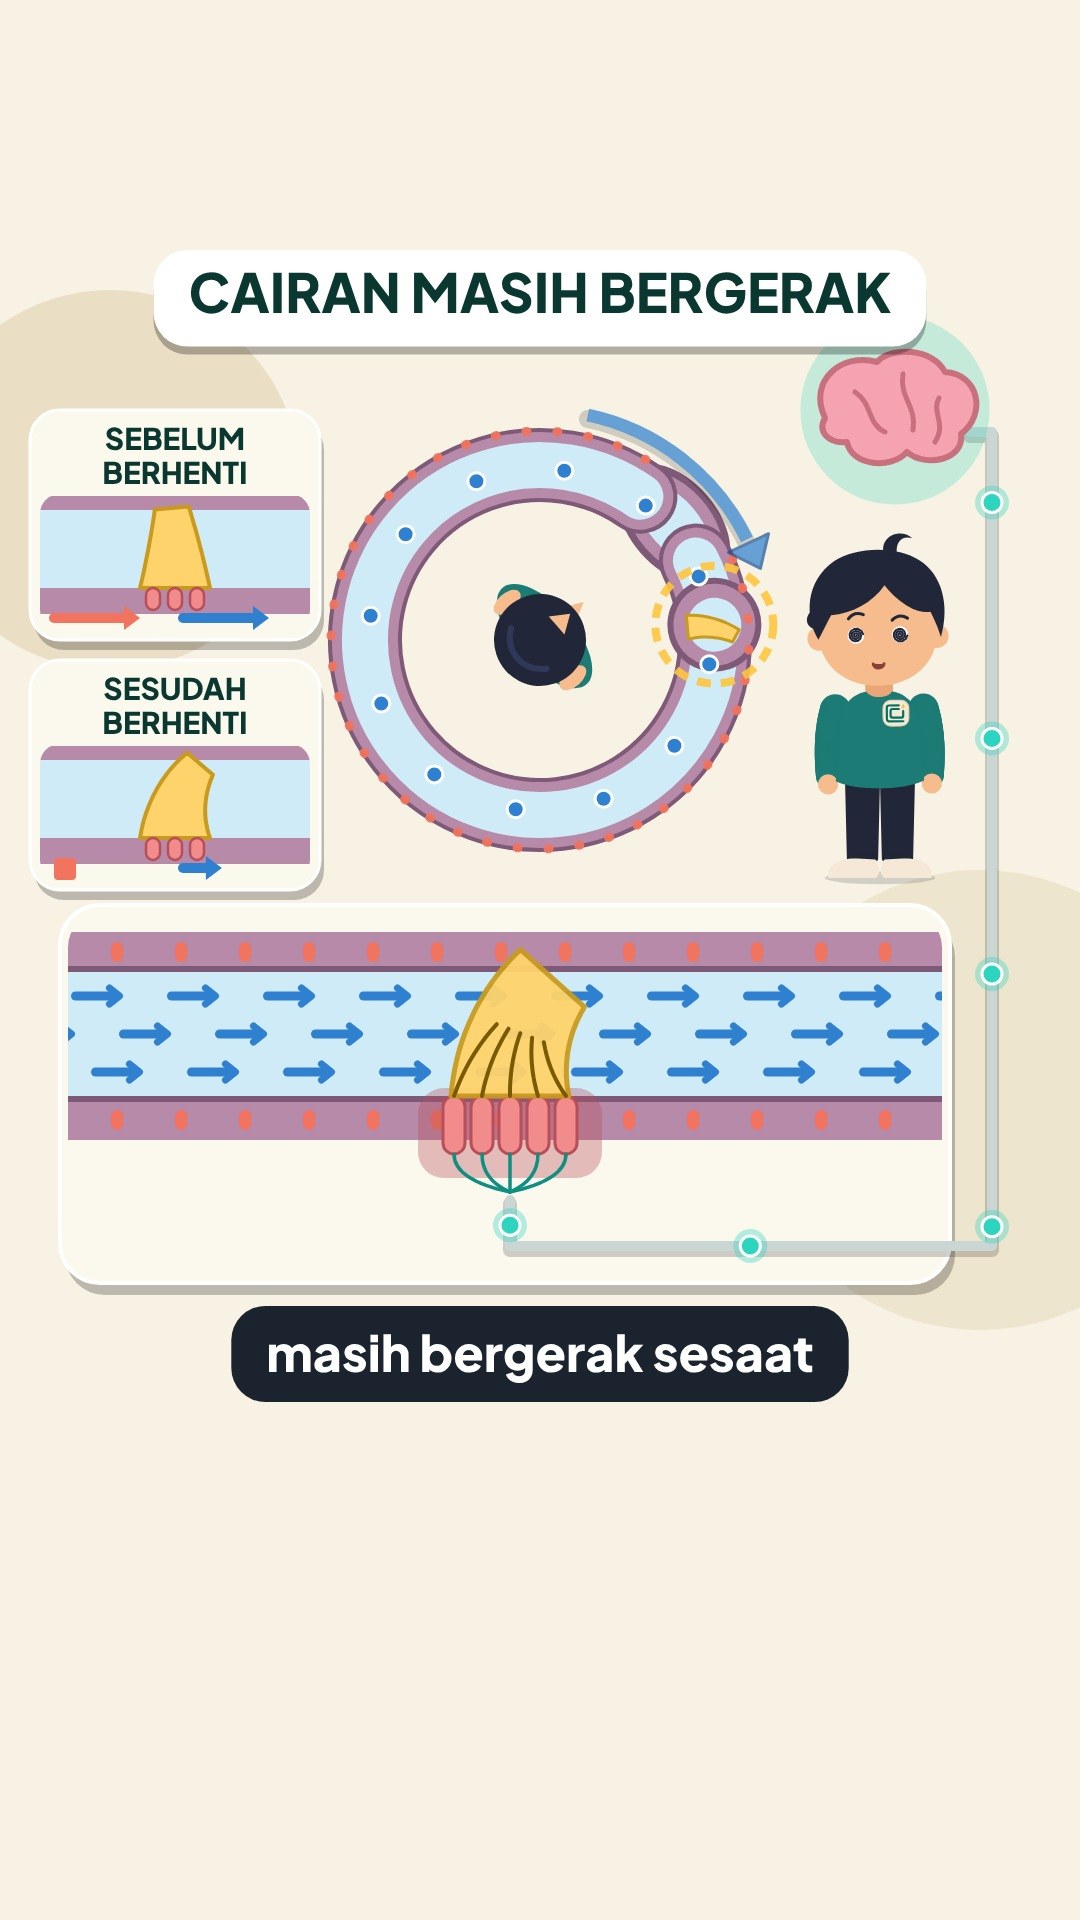 CAIRAN MASIH BERGERAK
SEBELUM
BERHENTI
SESUDAH
BERHENTI
masih bergerak sesaat